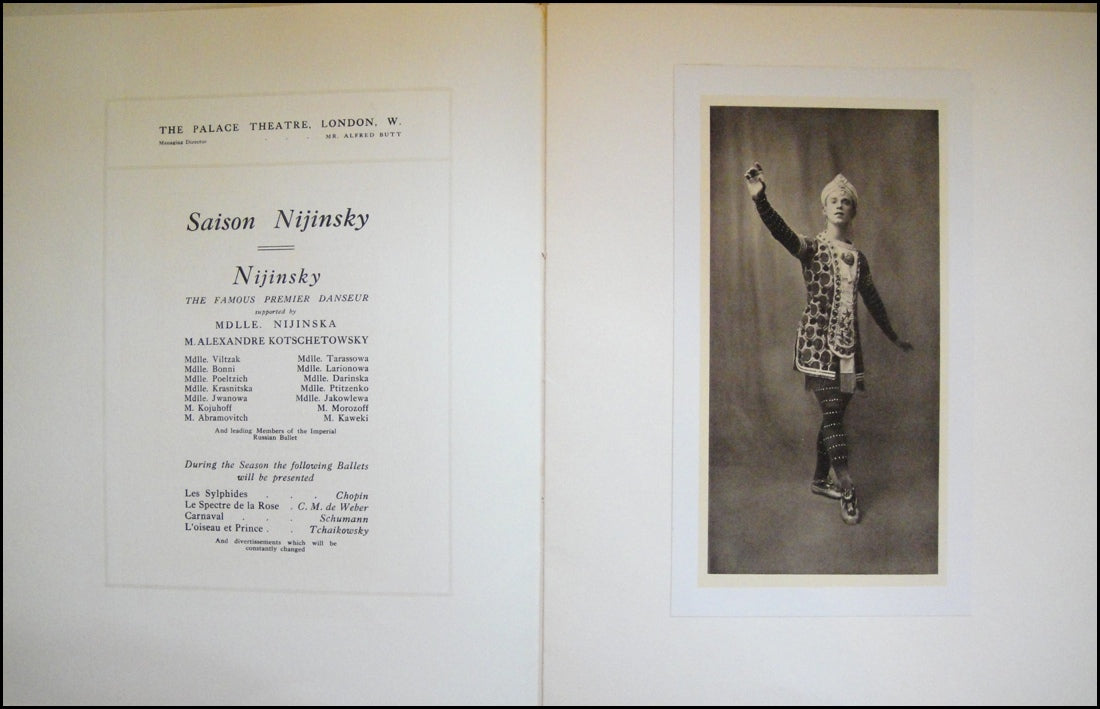 THE PALACE THEATRE, LONDON, W.
Managing Director . . . MR. ALFRED BUTT
Saison Nijinsky
Nijinsky
THE FAMOUS PREMIER DANSEUR
supported by
MDLLE. NIJINSKA
M. ALEXANDRE KOTSCHETOWSKY
Mdlle. Viltzak Mdlle. Tarassowa
Mdlle. Bonni Mdlle. Larionowa
Mdlle. Poeltzich Mdlle. Darinska
Mdlle. Krasnitska Mdlle. Ptitzenko
Mdlle. Jwanowa Mdlle. Jakowlewa
M. Kojuhoff M. Morozoff
M. Abramovitch M. Kaweki
And leading Members of the Imperial
Russian Ballet
During the Season the following Ballets
will be presented
Les Sylphides . . . Chopin
Le Spectre de la Rose . C. M. de Weber
Carnaval . . . Schumann
L'oiseau et Prince . . Tchaikowsky
And divertissements which will be
constantly changed